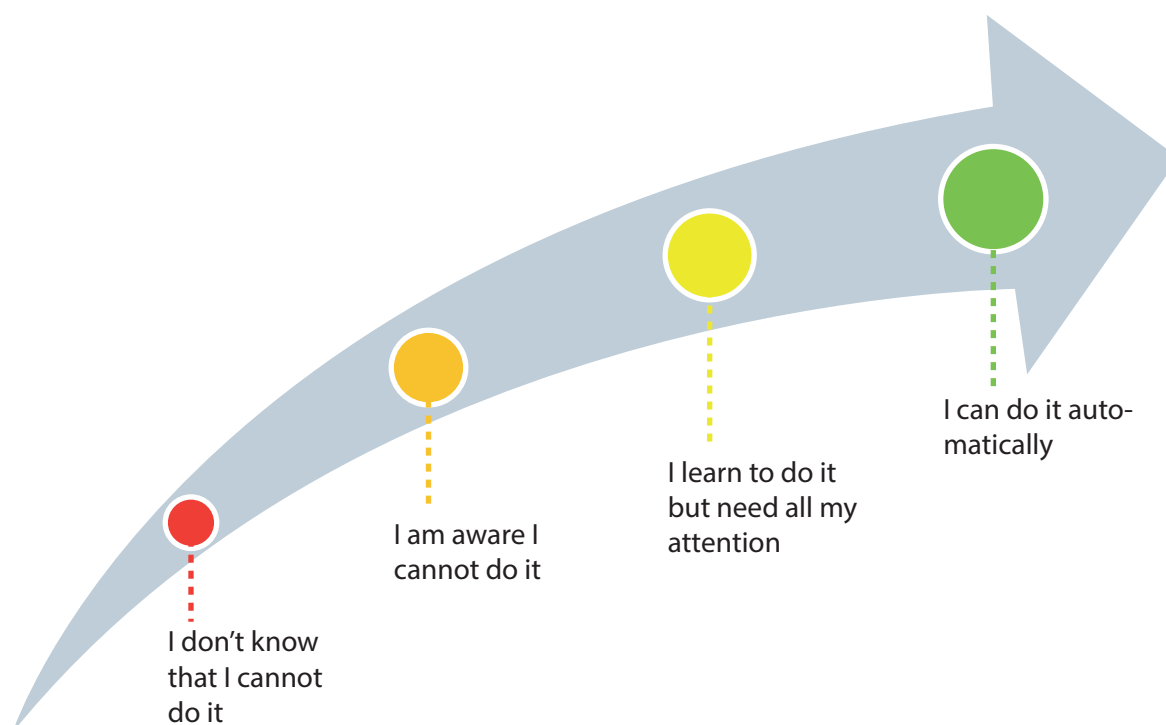 I don’t know
that I cannot
do it
I am aware I
cannot do it
I learn to do it
but need all my
attention
I can do it auto-
matically